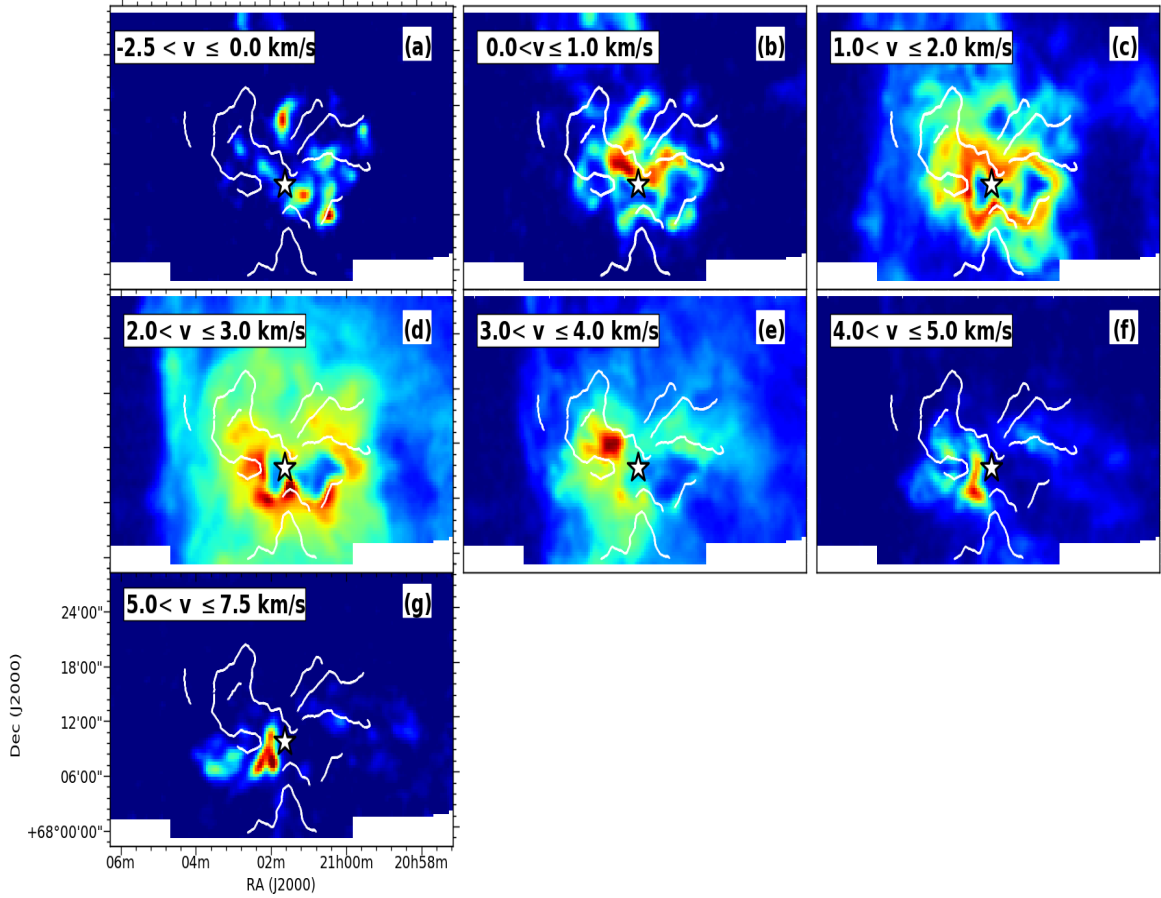 -2.5 < v ≤ 0.0 km/s (a)
0.0<v≤1.0 km/s (b)
1.0< v ≤2.0 km/s (c)
2.0< v ≤3.0 km/s (d)
3.0< v ≤4.0 km/s (e)
4.0< v ≤5.0 km/s (f)
5.0< v ≤7.5 km/s (g)
24'00"
18'00"
12'00"
06'00"
+68°00'00"
Dec (J2000)
06m 04m 02m 21h00m 20h58m
RA (J2000)